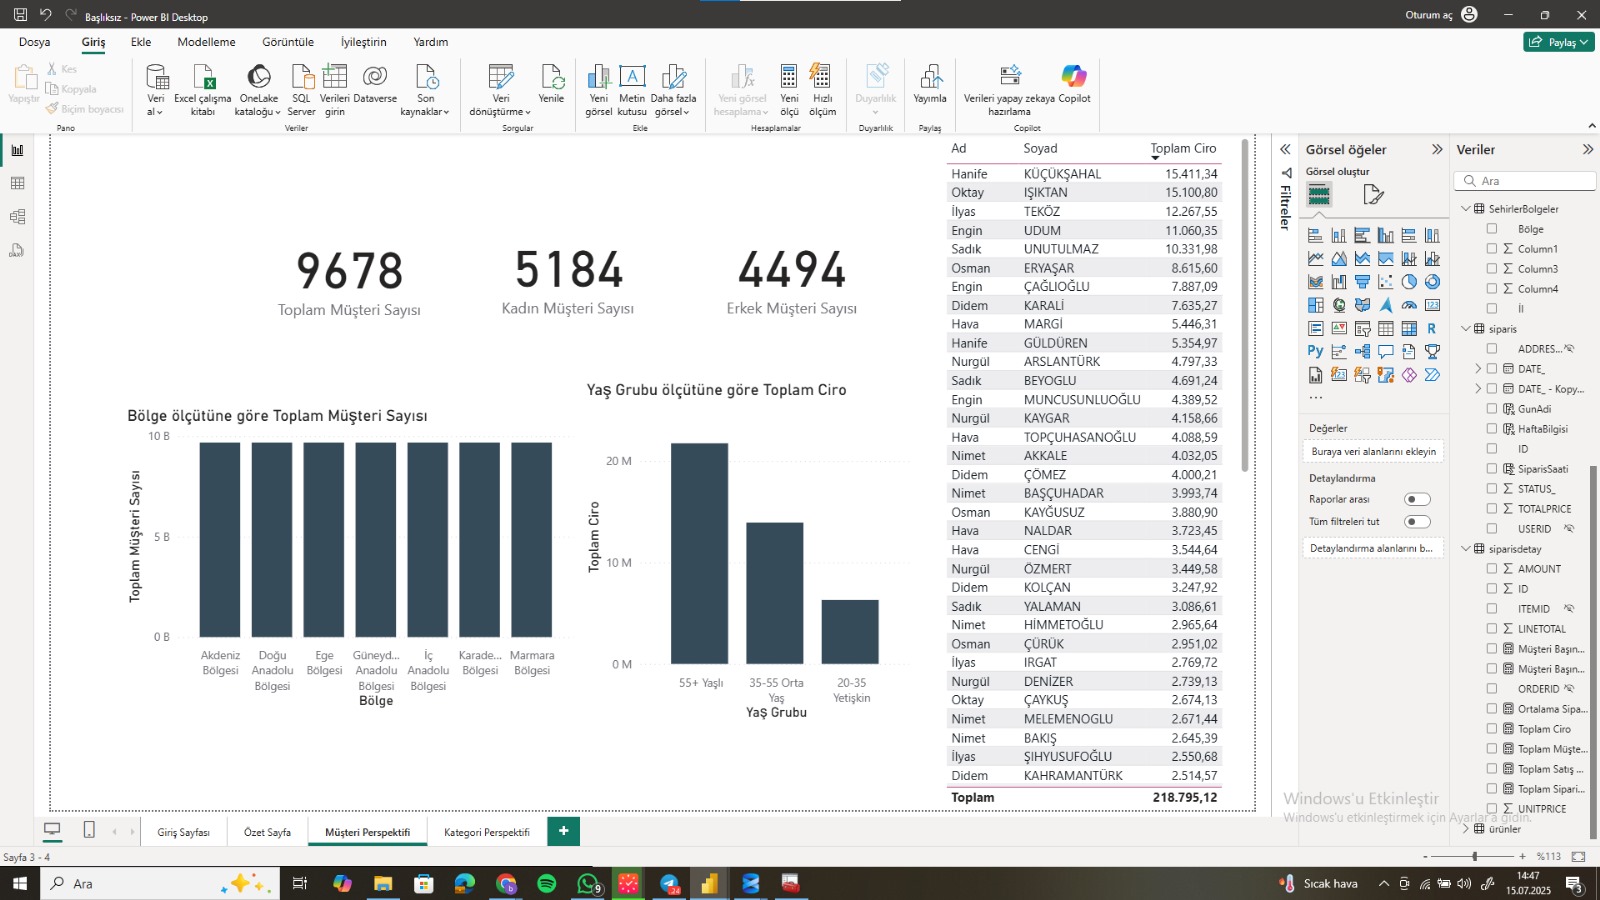 Başlıksız - Power BI Desktop
Oturum aç
Dosya
Giriş
Ekle
Modelleme
Görüntüle
İyileştirin
Yardım
Paylaş
Yapıştır
Kes
Kopyala
Biçim boyacısı
Pano
Veri al
Excel çalışma kitabı
OneLake kataloğu
SQL Server
Verileri girin
Dataverse
Son kaynaklar
Veriler
Veri dönüştürme
Yenile
Sorgular
Yeni görsel
Metin kutusu
Daha fazla görsel
Ekle
Yeni görsel hesaplama
Yeni ölçü
Hızlı ölçüm
Hesaplamalar
Duyarlılık
Duyarlılık
Yayımla
Paylaş
Verileri yapay zekaya hazırlama
Copilot
Copilot
9678
Toplam Müşteri Sayısı
5184
Kadın Müşteri Sayısı
4494
Erkek Müşteri Sayısı
Bölge ölçütüne göre Toplam Müşteri Sayısı
Toplam Müşteri Sayısı
10 B
5 B
0 B
Akdeniz Bölgesi
Doğu Anadolu Bölgesi
Ege Bölgesi
Güneyd... Anadolu Bölgesi
İç Anadolu Bölgesi
Karade... Bölgesi
Marmara Bölgesi
Bölge
Yaş Grubu ölçütüne göre Toplam Ciro
Toplam Ciro
20 M
10 M
0 M
55+ Yaşlı
35-55 Orta Yaş
20-35 Yetişkin
Yaş Grubu
Ad Soyad Toplam Ciro
Hanife KÜÇÜKŞAHAL 15.411,34
Oktay IŞIKTAN 15.100,80
İlyas TEKÖZ 12.267,55
Engin UDUM 11.060,35
Sadık UNUTULMAZ 10.331,98
Osman ERYAŞAR 8.615,60
Engin ÇAĞLIOĞLU 7.887,09
Didem KARALİ 7.635,27
Hava MARGİ 5.446,31
Hanife GÜLDÜREN 5.354,97
Nurgül ARSLANTÜRK 4.797,33
Sadık BEYOGLU 4.691,24
Engin MUNCUSUNLUOĞLU 4.389,52
Nurgül KAYGAR 4.158,66
Hava TOPÇUHASANOĞLU 4.088,59
Nimet AKKALE 4.032,05
Didem ÇÖMEZ 4.000,21
Nimet BAŞÇUHADAR 3.993,74
Osman KAYĞUSUZ 3.880,90
Hava NALDAR 3.723,45
Hava CENGİ 3.544,64
Nurgül ÖZMERT 3.449,58
Didem KOLÇAN 3.247,92
Sadık YALAMAN 3.086,61
Nimet HİMMETOĞLU 2.965,64
Osman ÇÜRÜK 2.951,02
İlyas IRGAT 2.769,72
Nurgül DENİZER 2.739,13
Oktay ÇAYKUŞ 2.674,13
Nimet MELEMENOGLU 2.671,44
Nimet BAKIŞ 2.645,39
İlyas ŞIHYUSUFOĞLU 2.550,68
Didem KAHRAMANTÜRK 2.514,57
Toplam 218.795,12
Filtreler
Görsel öğeler
Görsel oluştur
Değerler
Buraya veri alanlarını ekleyin
Detaylandırma
Raporlar arası
Tüm filtreleri tut
Detaylandırma alanlarını b...
Veriler
Ara
SehirlerBolgeler
Bölge
Column1
Column3
Column4
İl
siparis
ADDRES...
DATE_
DATE_ - Kopy...
GunAdi
HaftaBilgisi
ID
SiparisSaati
STATUS_
TOTALPRICE
USERID
siparisdetay
AMOUNT
ID
ITEMID
LINETOTAL
Müşteri Başın...
Müşteri Başın...
ORDERID
Ortalama Sipa...
Toplam Ciro
Toplam Müşte...
Toplam Satış ...
Toplam Sipari...
UNITPRICE
ürünler
Windows'u Etkinleştir
Windows'u etkinleştirmek için Ayarlar'a gidin.
Giriş Sayfası
Özet Sayfa
Müşteri Perspektifi
Kategori Perspektifi
+
Sayfa 3 - 4
- + %113
Ara
Sıcak hava
14:47
15.07.2025